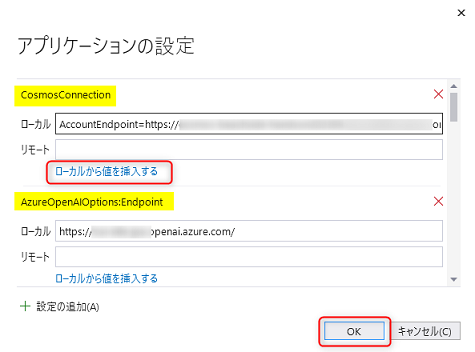 アプリケーションの設定
CosmosConnection
ローカル AccountEndpoint=https://
リモート
ローカルから値を挿入する
AzureOpenAIOptions:Endpoint
ローカル https:// openai.azure.com/
リモート
ローカルから値を挿入する
設定の追加(A)
OK キャンセル(C)